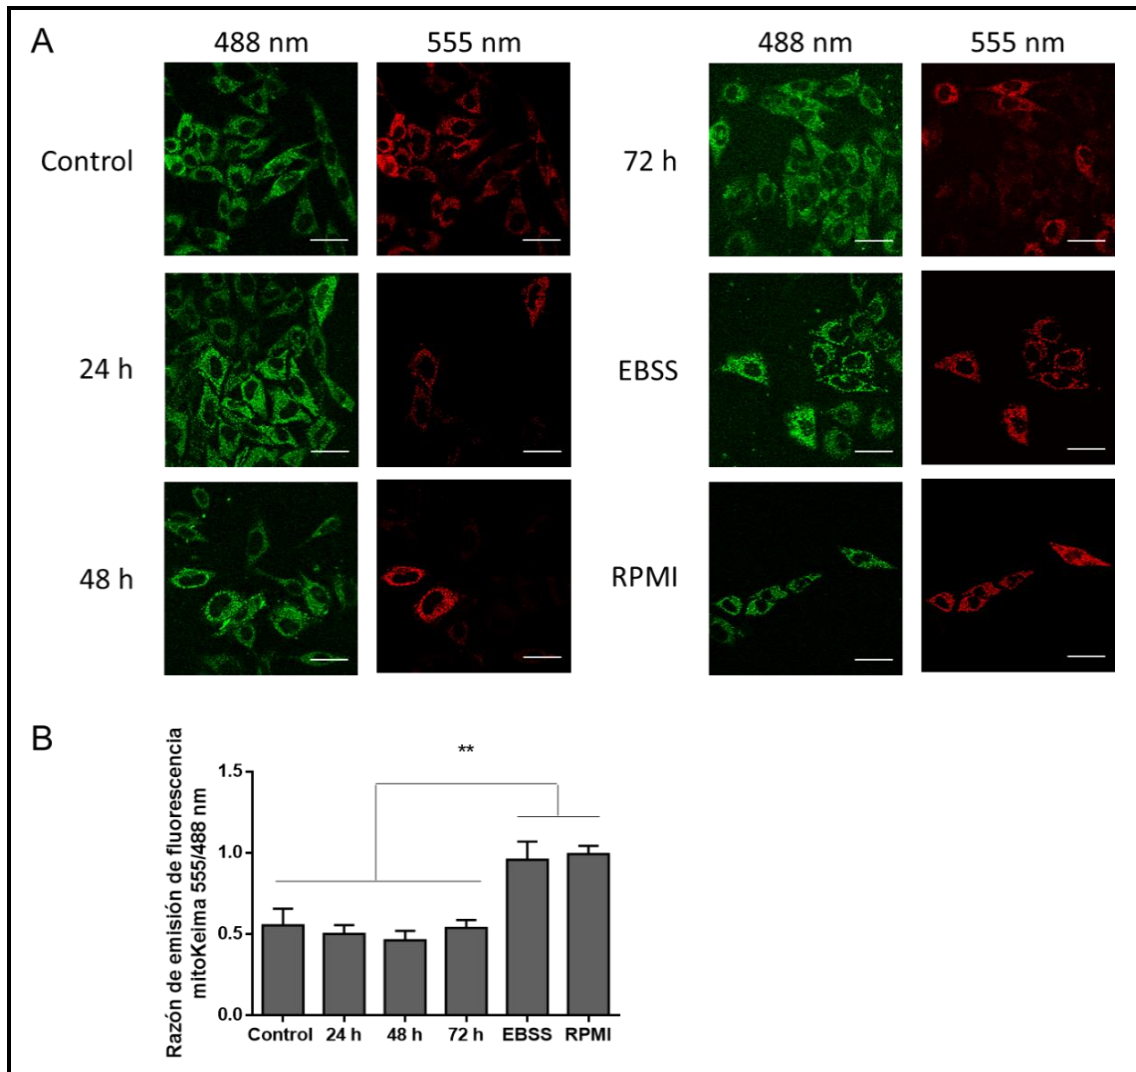 A
488 nm 555 nm
488 nm 555 nm
Control
72 h
24 h
EBSS
48 h
RPMI
B
Razón de emisión de fluorescencia
mitoKeima 555/488 nm
**
1.5
1.0
0.5
0.0
Control 24 h 48 h 72 h EBSS RPMI